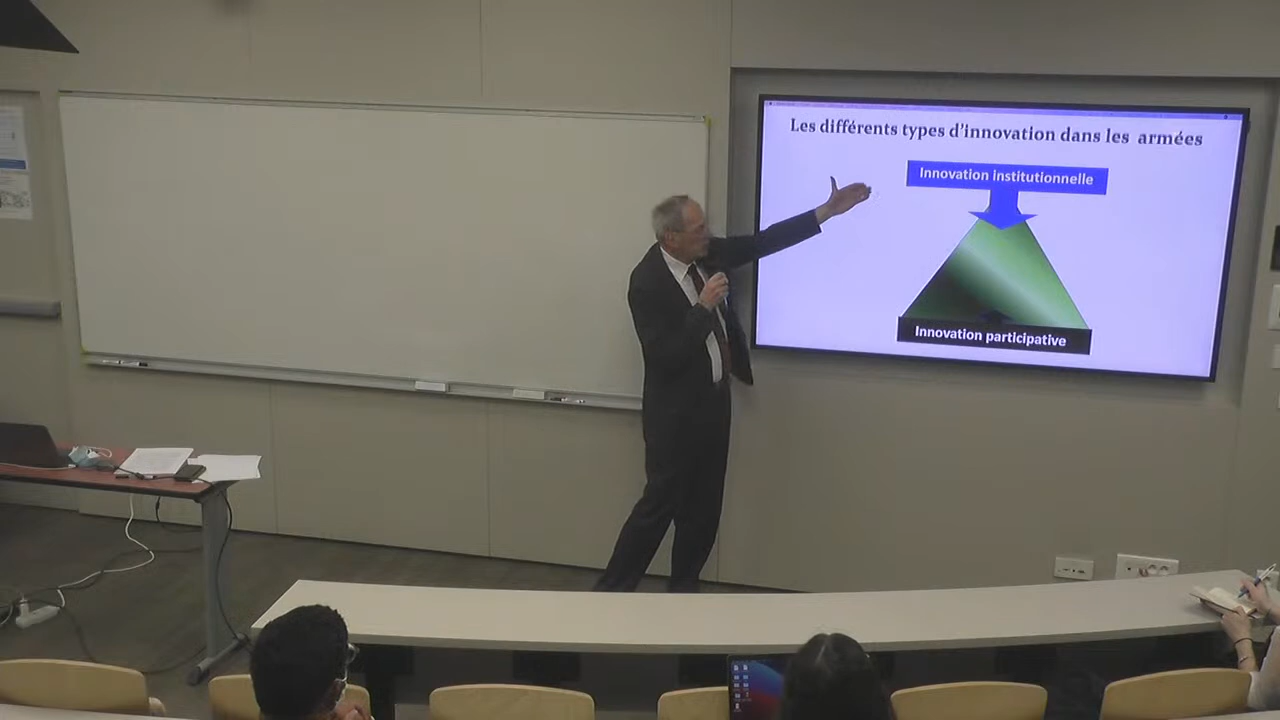 Les différents types d'innovation dans les armées
Innovation institutionnelle
Innovation participative